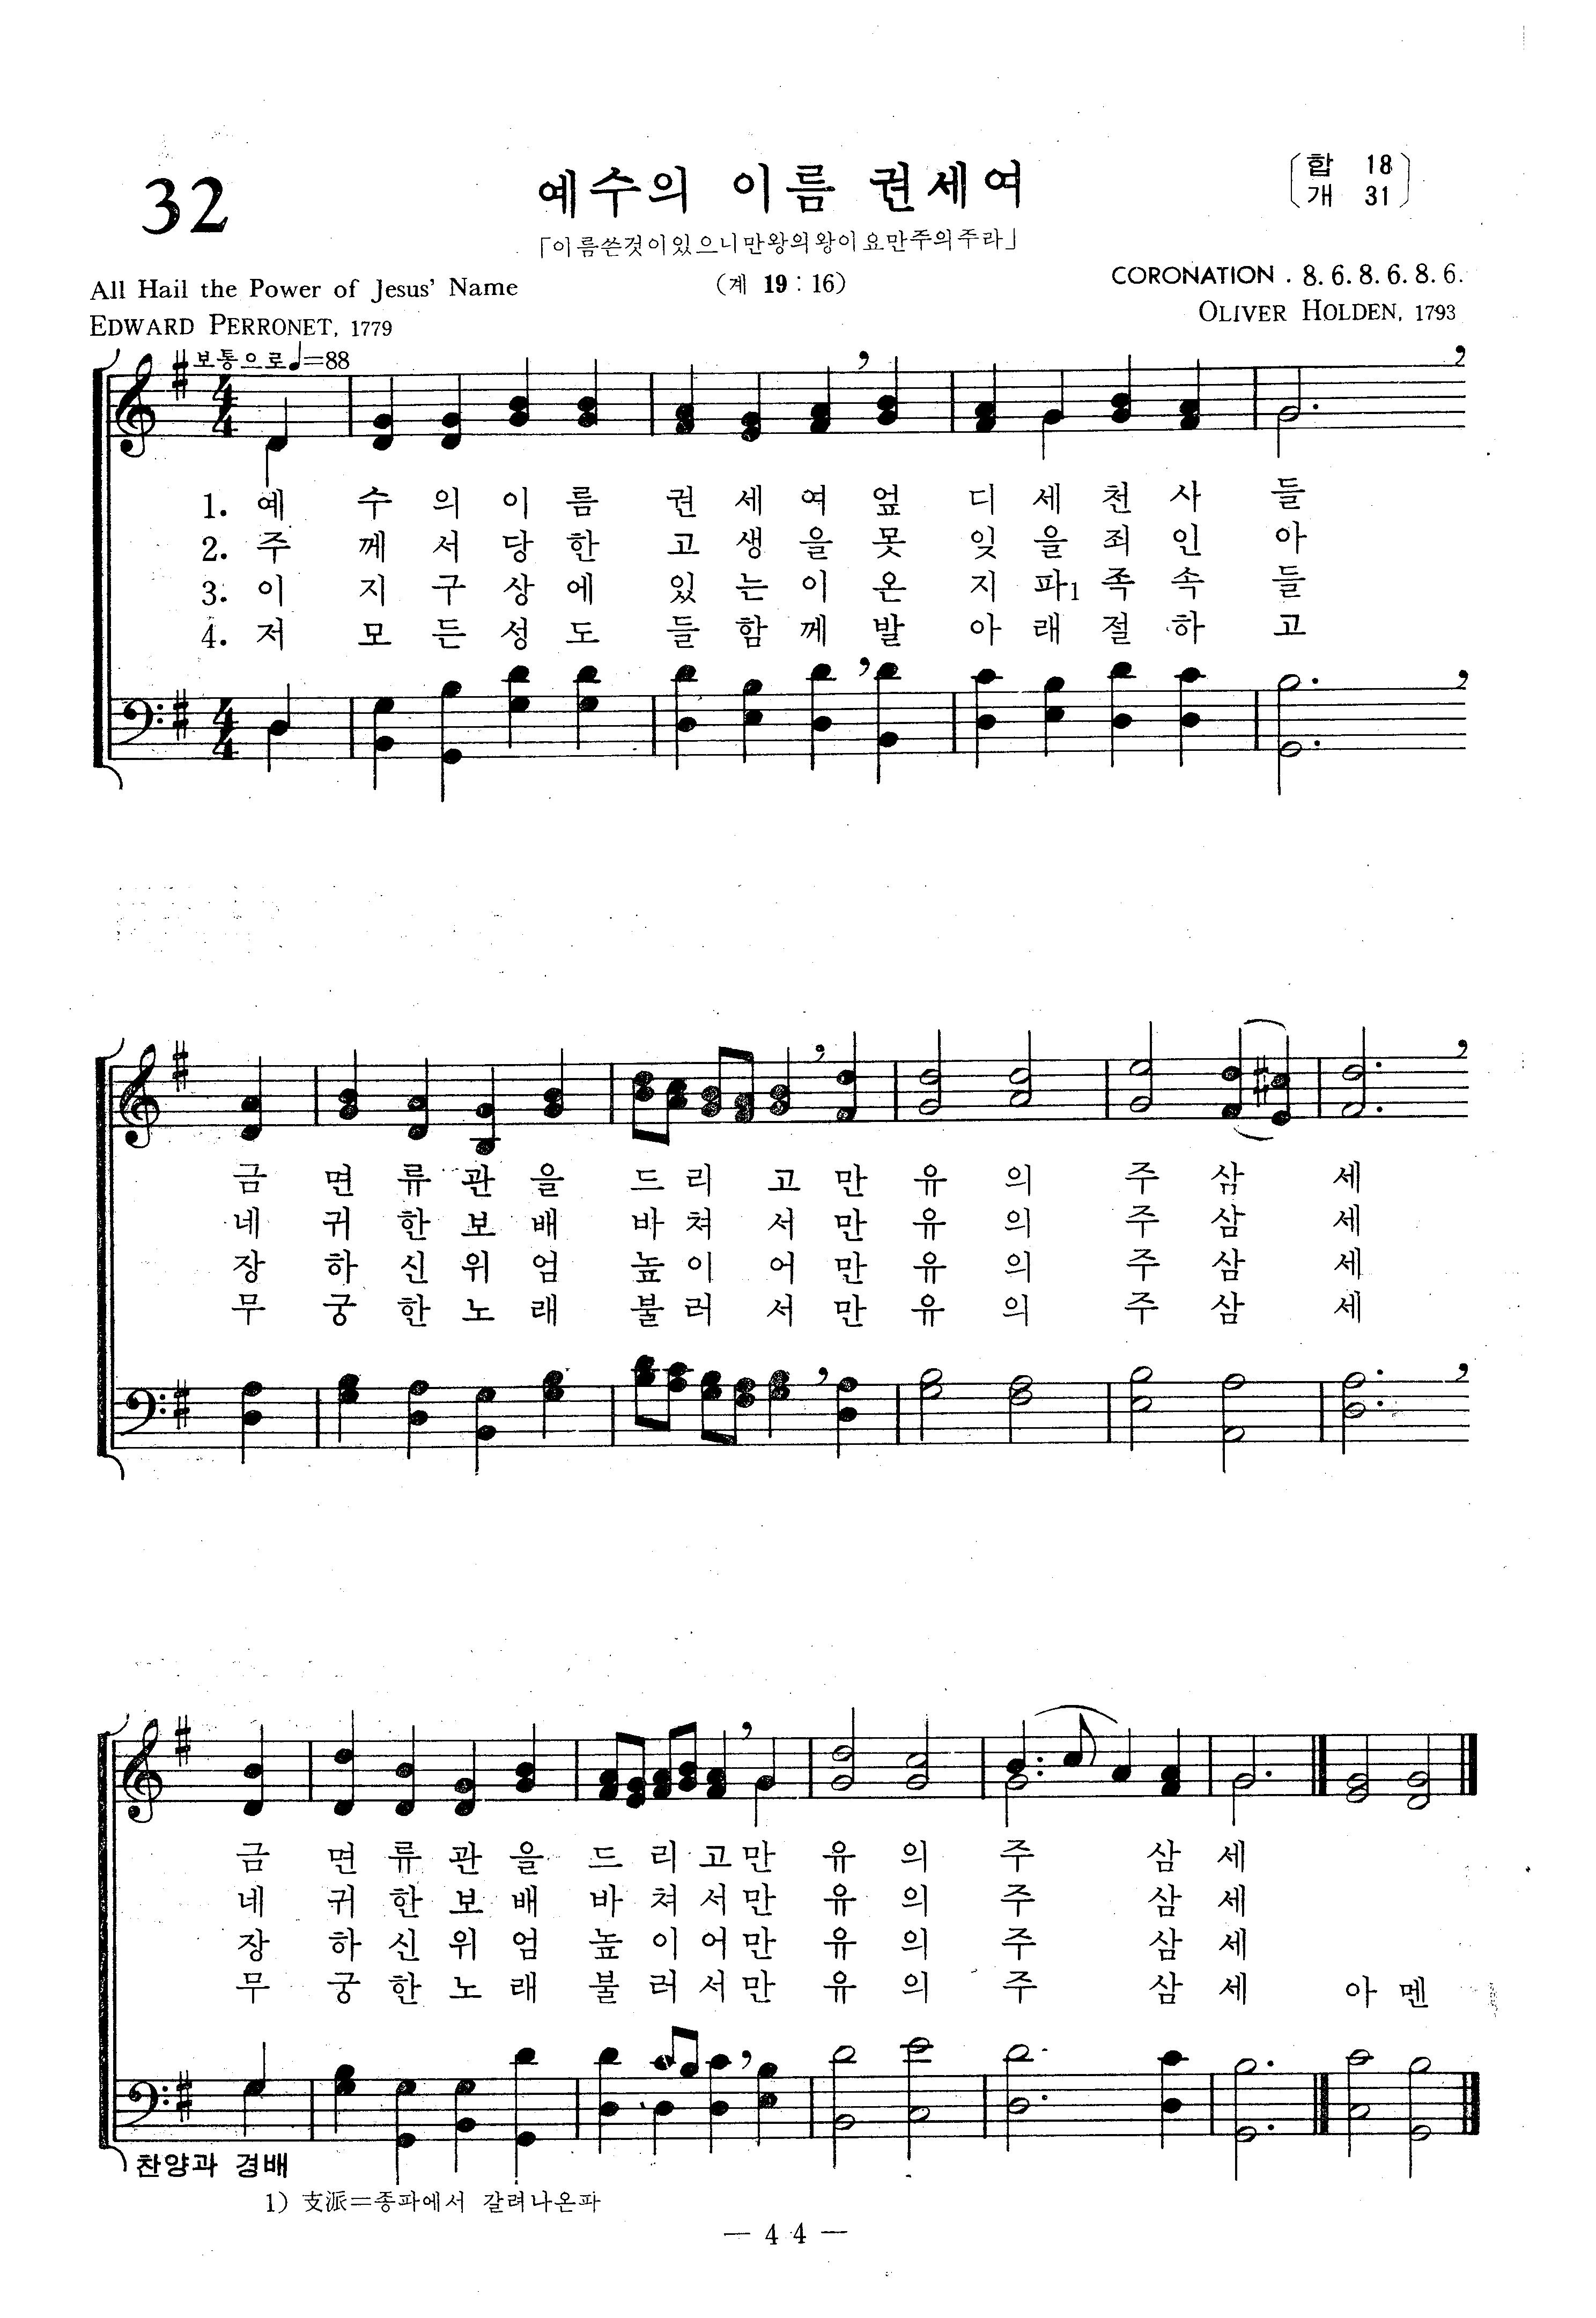 32
예수의 이름 권세여
합 18
개 31
「이름쓴것이있으니만왕의왕이요만주의주라」
(계 19 : 16)
All Hail the Power of Jesus' Name
EDWARD PERRONET, 1779
CORONATION . 8. 6. 8. 6. 8. 6.
OLIVER HOLDEN, 1793
보통으로 ♩=88
1. 예 수 의 이 름 권 세 여 엎 디 세 천 사 들
2. 주 께 서 당 한 고 생 을 못 잊 을 죄 인 아
3. 이 지 구 상 에 있 는 이 온 지 파1 족 속 들
4. 저 모 든 성 도 들 함 께 발 아 래 절 하 고
금 면 류 관 을 드 리 고 만 유 의 주 삼 세
네 귀 한 보 배 바 쳐 서 만 유 의 주 삼 세
장 하 신 위 엄 높 이 어 만 유 의 주 삼 세
무 궁 한 노 래 불 러 서 만 유 의 주 삼 세
금 면 류 관 을 드 리 고 만 유 의 주 삼 세
네 귀 한 보 배 바 쳐 서 만 유 의 주 삼 세
장 하 신 위 엄 높 이 어 만 유 의 주 삼 세
무 궁 한 노 래 불 러 서 만 유 의 주 삼 세 아 멘
찬양과 경배
1) 支派=종파에서 갈려나온파
— 44 —